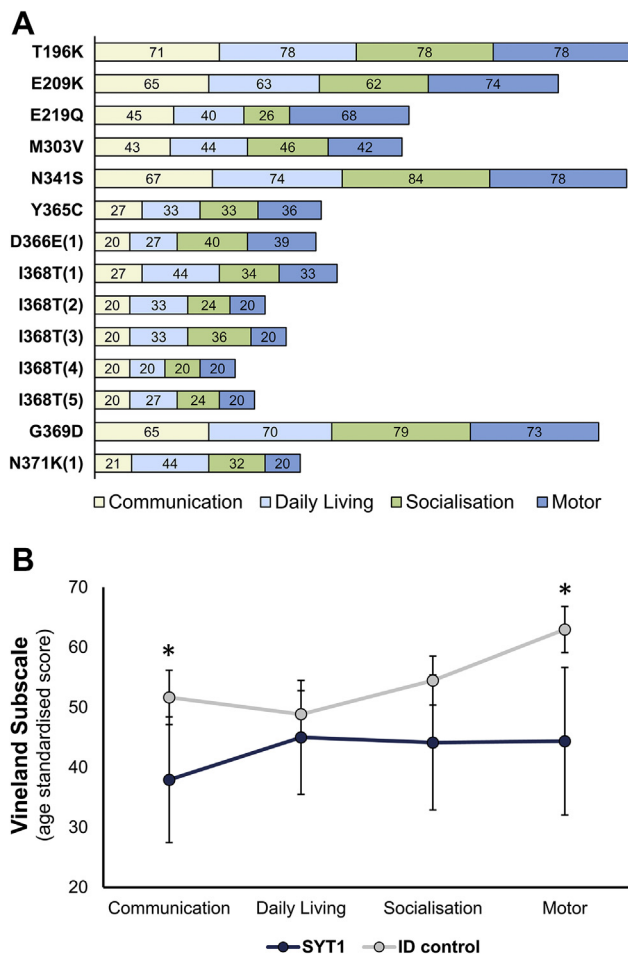 A
T196K 71 78 78 78
E209K 65 63 62 74
E219Q 45 40 26 68
M303V 43 44 46 42
N341S 67 74 84 78
Y365C 27 33 33 36
D366E(1) 20 27 40 39
I368T(1) 27 44 34 33
I368T(2) 20 33 24 20
I368T(3) 20 33 36 20
I368T(4) 20 20 20 20
I368T(5) 20 27 24 20
G369D 65 70 79 73
N371K(1) 21 44 32 20
Communication Daily Living Socialisation Motor
B
Vineland Subscale
(age standardised score)
70
60
50
40
30
20
* *
Communication Daily Living Socialisation Motor
SYT1 ID control